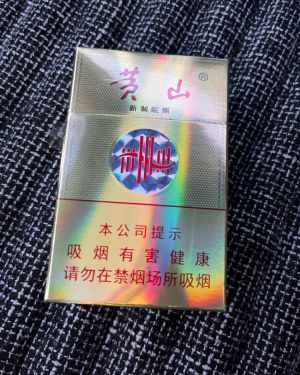 黄山®
新制皖烟
本公司提示
吸烟有害健康
请勿在禁烟场所吸烟